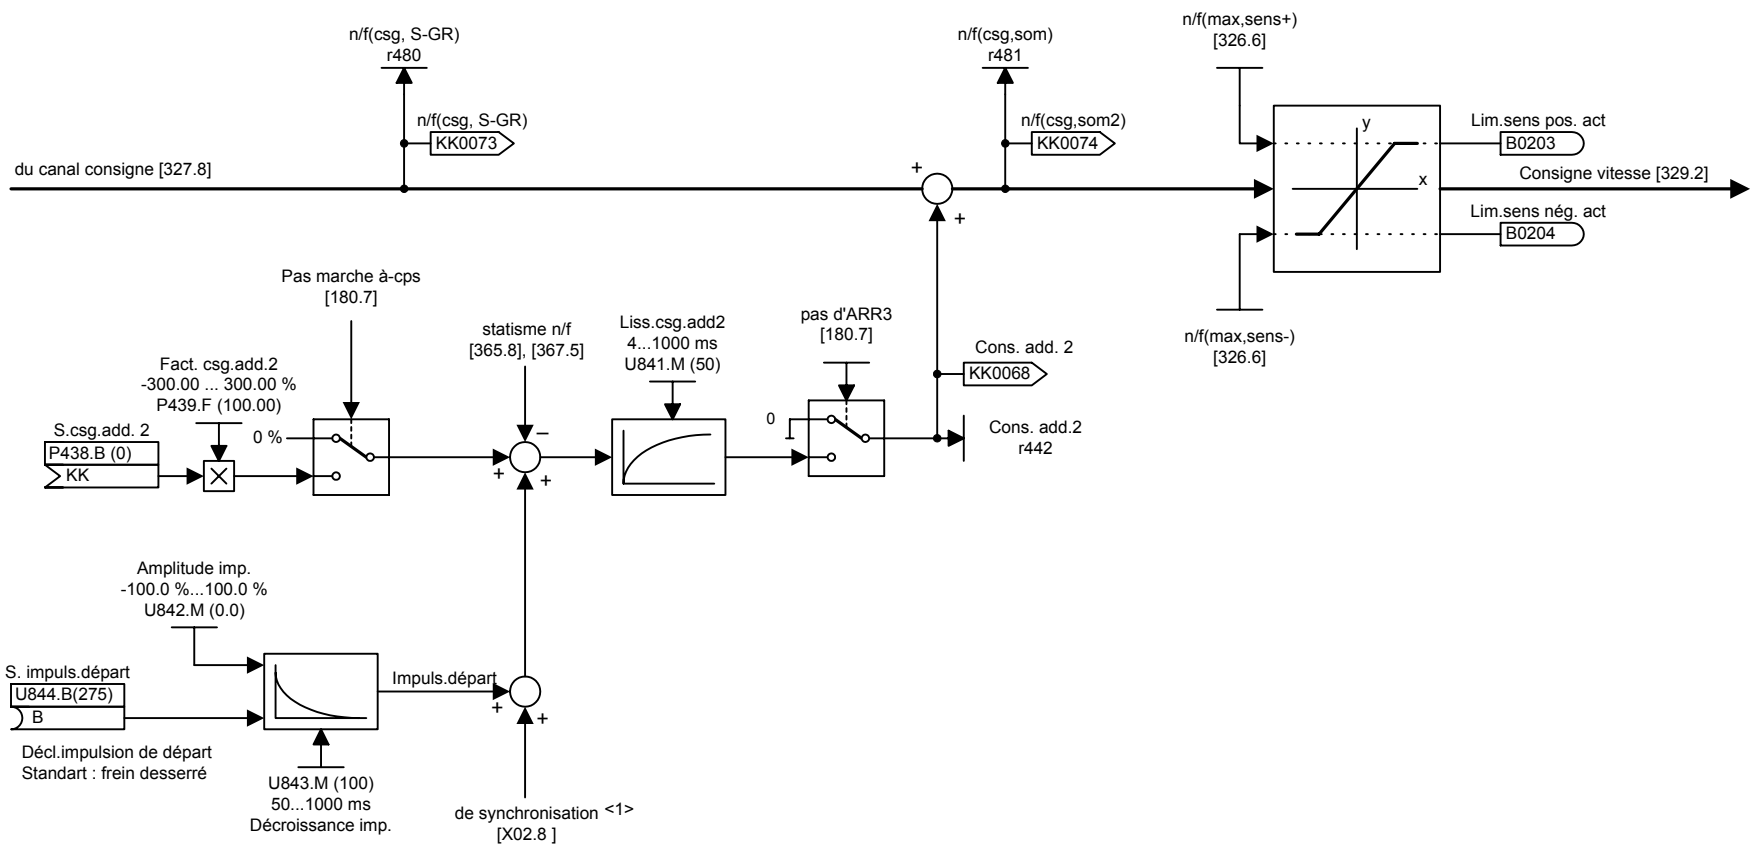 n/f(csg, S-GR)
r480
n/f(csg, S-GR)
KK0073
n/f(csg,som)
r481
n/f(csg,som2)
KK0074
n/f(max,sens+)
[326.6]
du canal consigne [327.8]
+
+
y
x
Lim.sens pos. act
B0203
Consigne vitesse [329.2]
Lim.sens nég. act
B0204
n/f(max,sens-)
[326.6]
Pas marche à-cps
[180.7]
statisme n/f
[365.8], [367.5]
Liss.csg.add2
4...1000 ms
U841.M (50)
pas d'ARR3
[180.7]
Cons. add. 2
KK0068
Cons. add.2
r442
Fact. csg.add.2
-300.00 ... 300.00 %
P439.F (100.00)
S.csg.add. 2
P438.B (0)
KK
0 %
–
+
+
0
Amplitude imp.
-100.0 %...100.0 %
U842.M (0.0)
S. impuls.départ
U844.B(275)
B
Impuls.départ
+
+
Décl.impulsion de départ
Standart : frein desserré
U843.M (100)
50...1000 ms
Décroissance imp.
de synchronisation <1>
[X02.8 ]